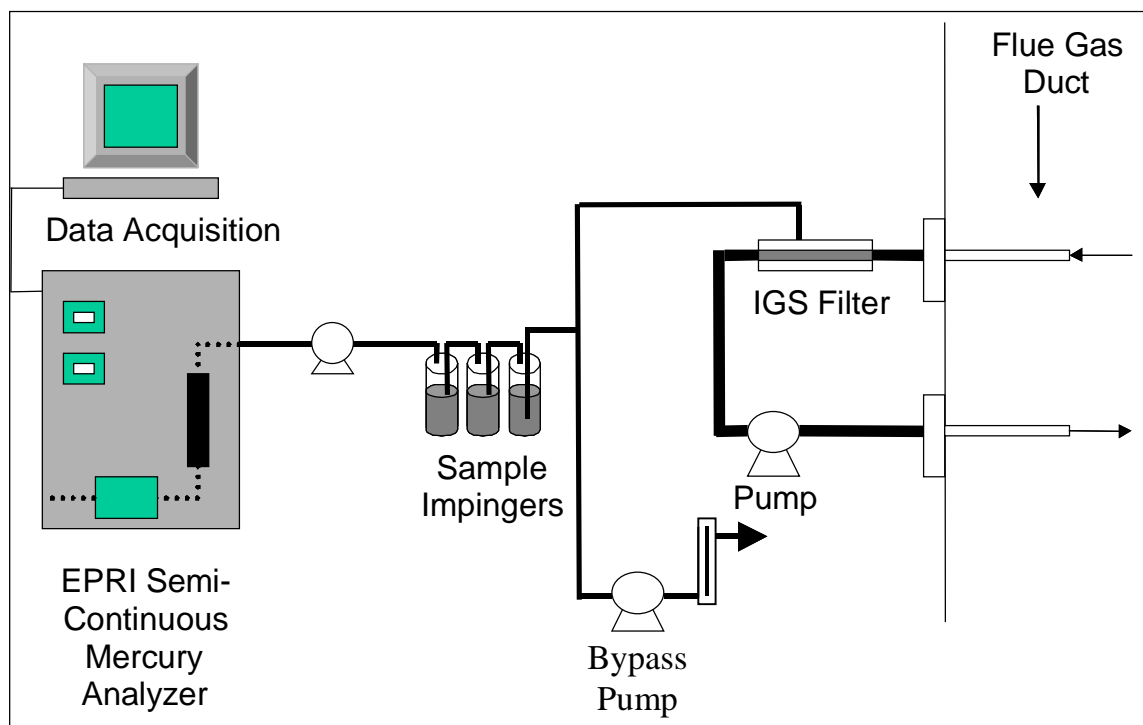 Flue Gas
Duct
Data Acquisition
IGS Filter
Sample
Impingers
Pump
EPRI Semi-
Continuous
Mercury
Analyzer
Bypass
Pump